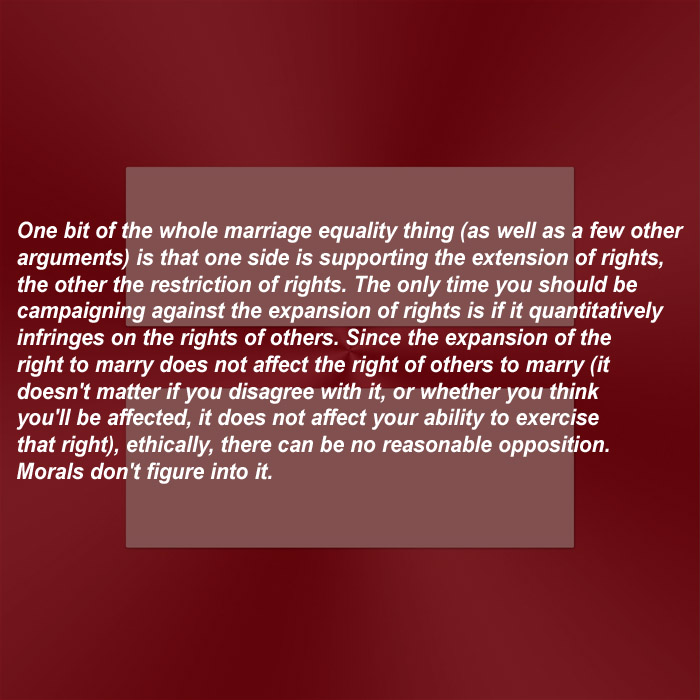 One bit of the whole marriage equality thing (as well as a few other
arguments) is that one side is supporting the extension of rights,
the other the restriction of rights. The only time you should be
campaigning against the expansion of rights is if it quantitatively
infringes on the rights of others. Since the expansion of the
right to marry does not affect the right of others to marry (it
doesn't matter if you disagree with it, or whether you think
you'll be affected, it does not affect your ability to exercise
that right), ethically, there can be no reasonable opposition.
Morals don't figure into it.